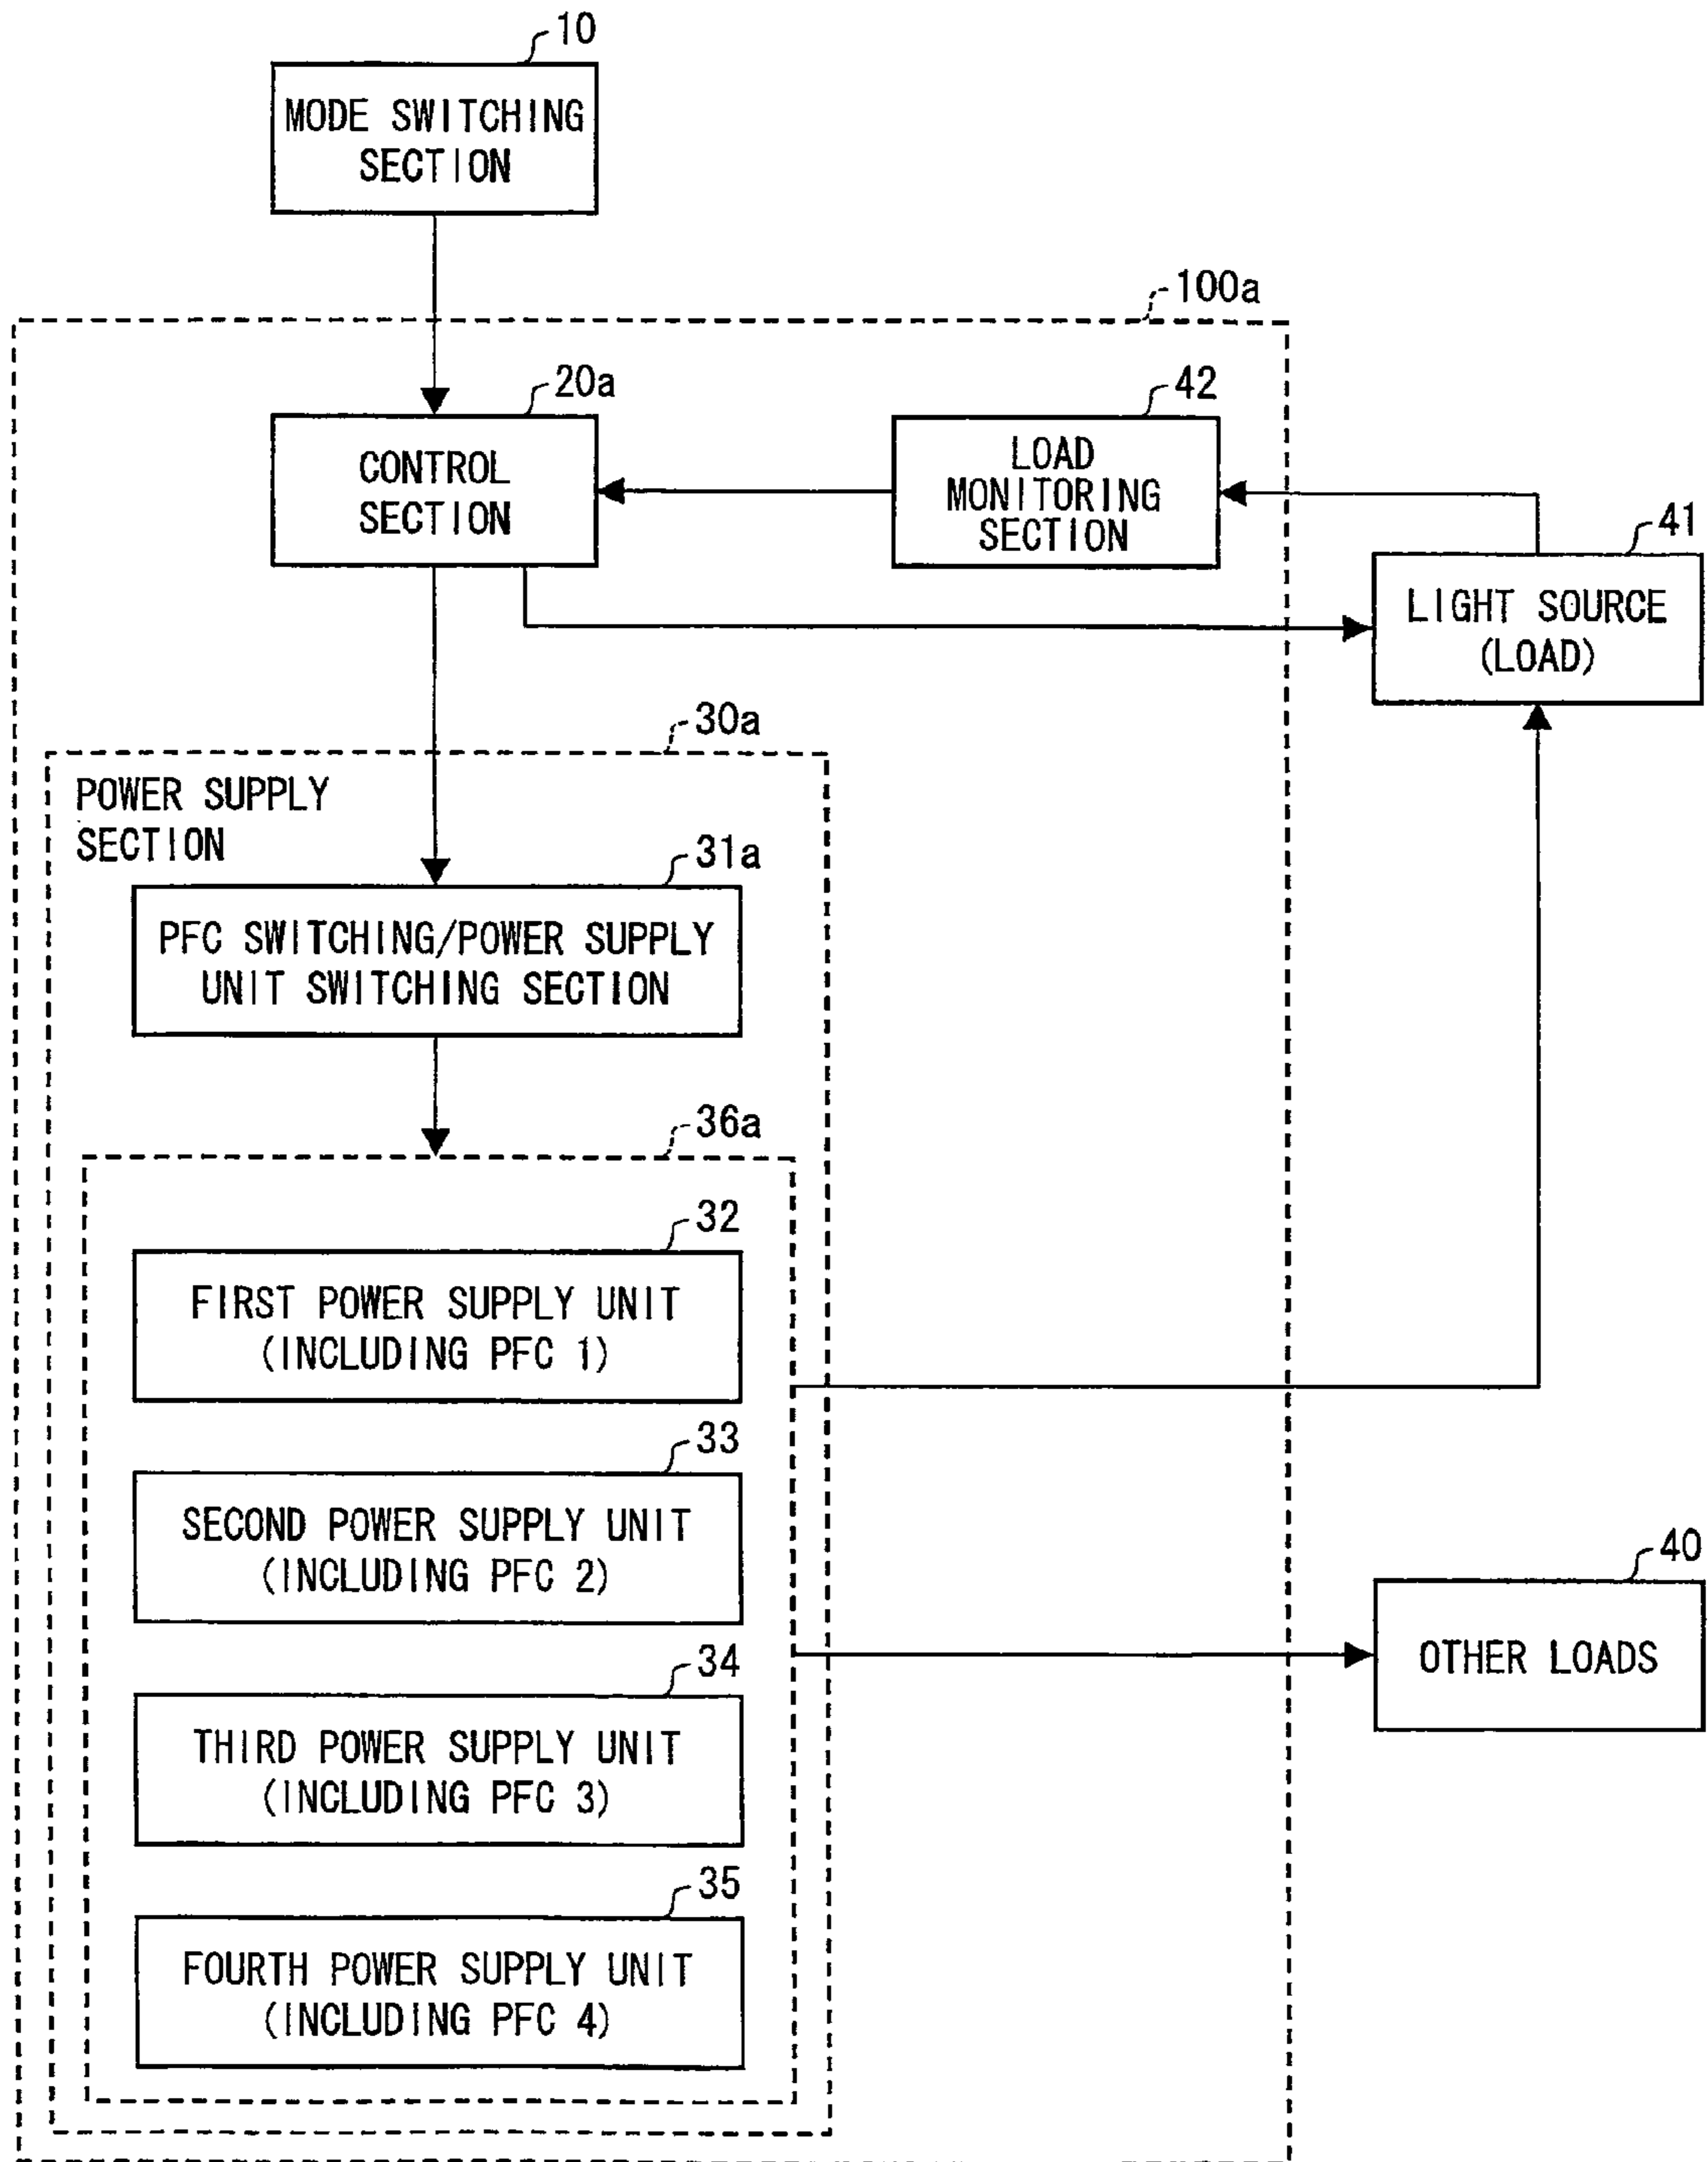 10
MODE SWITCHING
SECTION
100a
20a
CONTROL
SECTION
42
LOAD
MONITORING
SECTION
41
LIGHT SOURCE
(LOAD)
30a
POWER SUPPLY
SECTION
31a
PFC SWITCHING/POWER SUPPLY
UNIT SWITCHING SECTION
36a
32
FIRST POWER SUPPLY UNIT
(INCLUDING PFC 1)
33
SECOND POWER SUPPLY UNIT
(INCLUDING PFC 2)
40
OTHER LOADS
34
THIRD POWER SUPPLY UNIT
(INCLUDING PFC 3)
35
FOURTH POWER SUPPLY UNIT
(INCLUDING PFC 4)